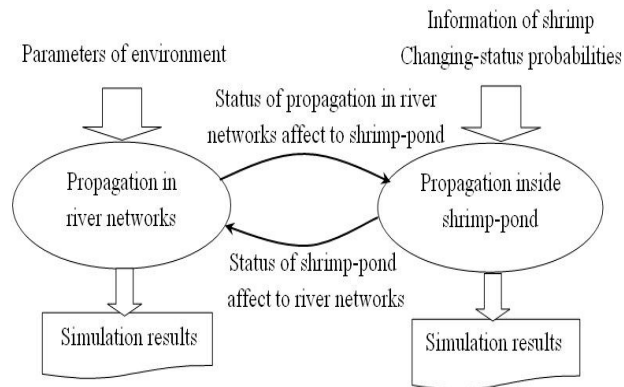 Information of shrimp
Changing-status probabilities
Parameters of environment
Status of propagation in river
networks affect to shrimp-pond
Propagation in
river networks
Propagation inside
shrimp-pond
Status of shrimp-pond
affect to river networks
Simulation results
Simulation results